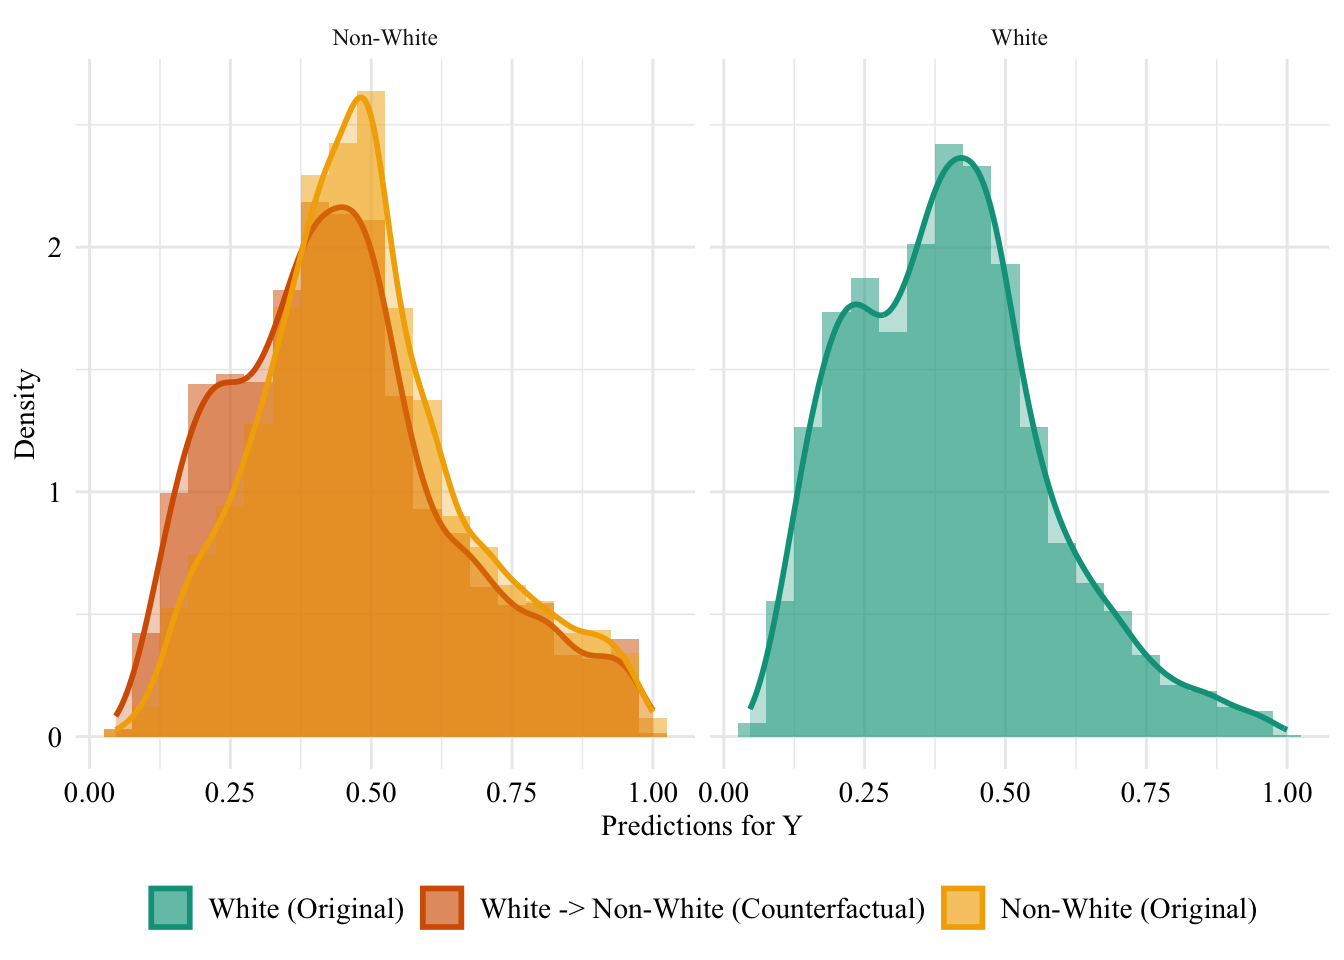 Non-White
White
Density
2
1
0
0.00 0.25 0.50 0.75 1.00 0.00 0.25 0.50 0.75 1.00
Predictions for Y
White (Original) White -> Non-White (Counterfactual) Non-White (Original)